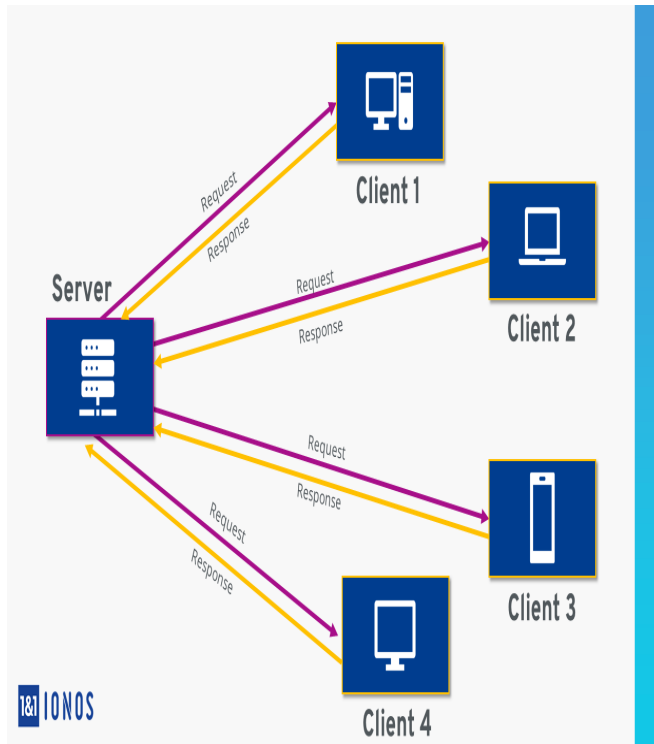 Client 1
Request
Response
Client 2
Request
Response
Server
Request
Response
Client 3
Request
Response
Client 4
1&1 IONOS